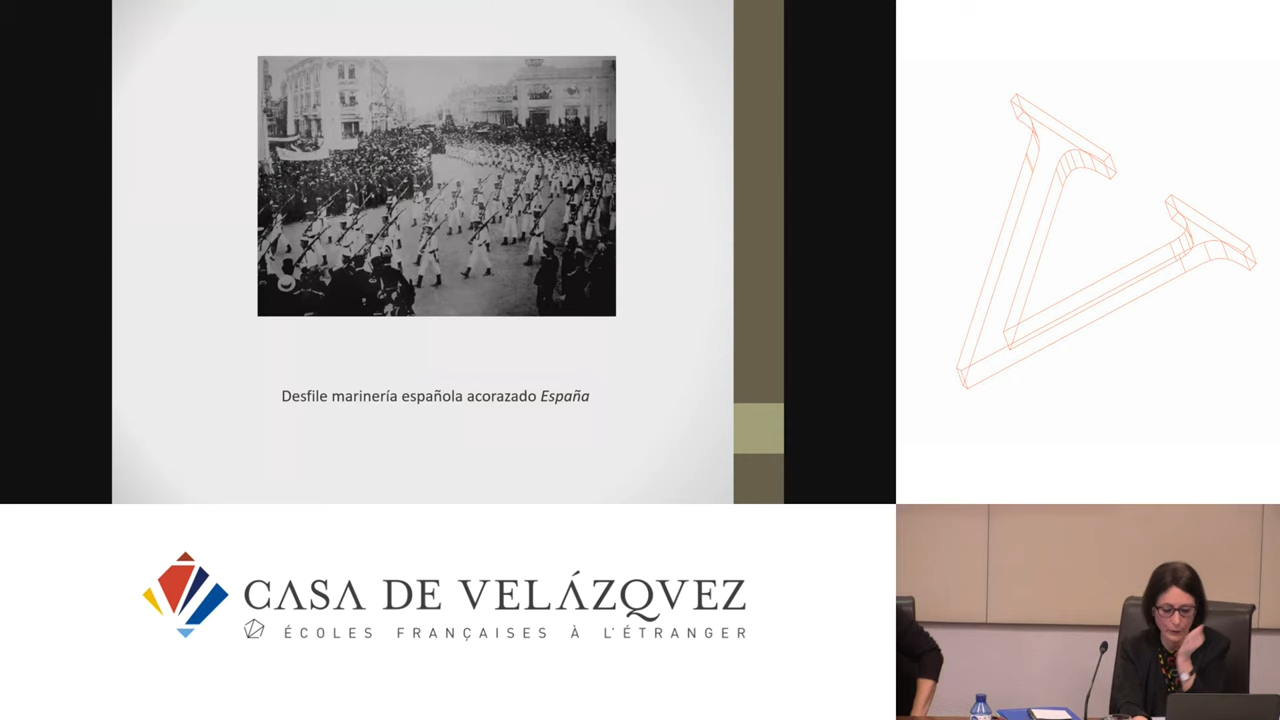 Desfile marinería española acorazado España
CASA DE VELÁZQVEZ
ÉCOLES FRANÇAISES À L'ÉTRANGER